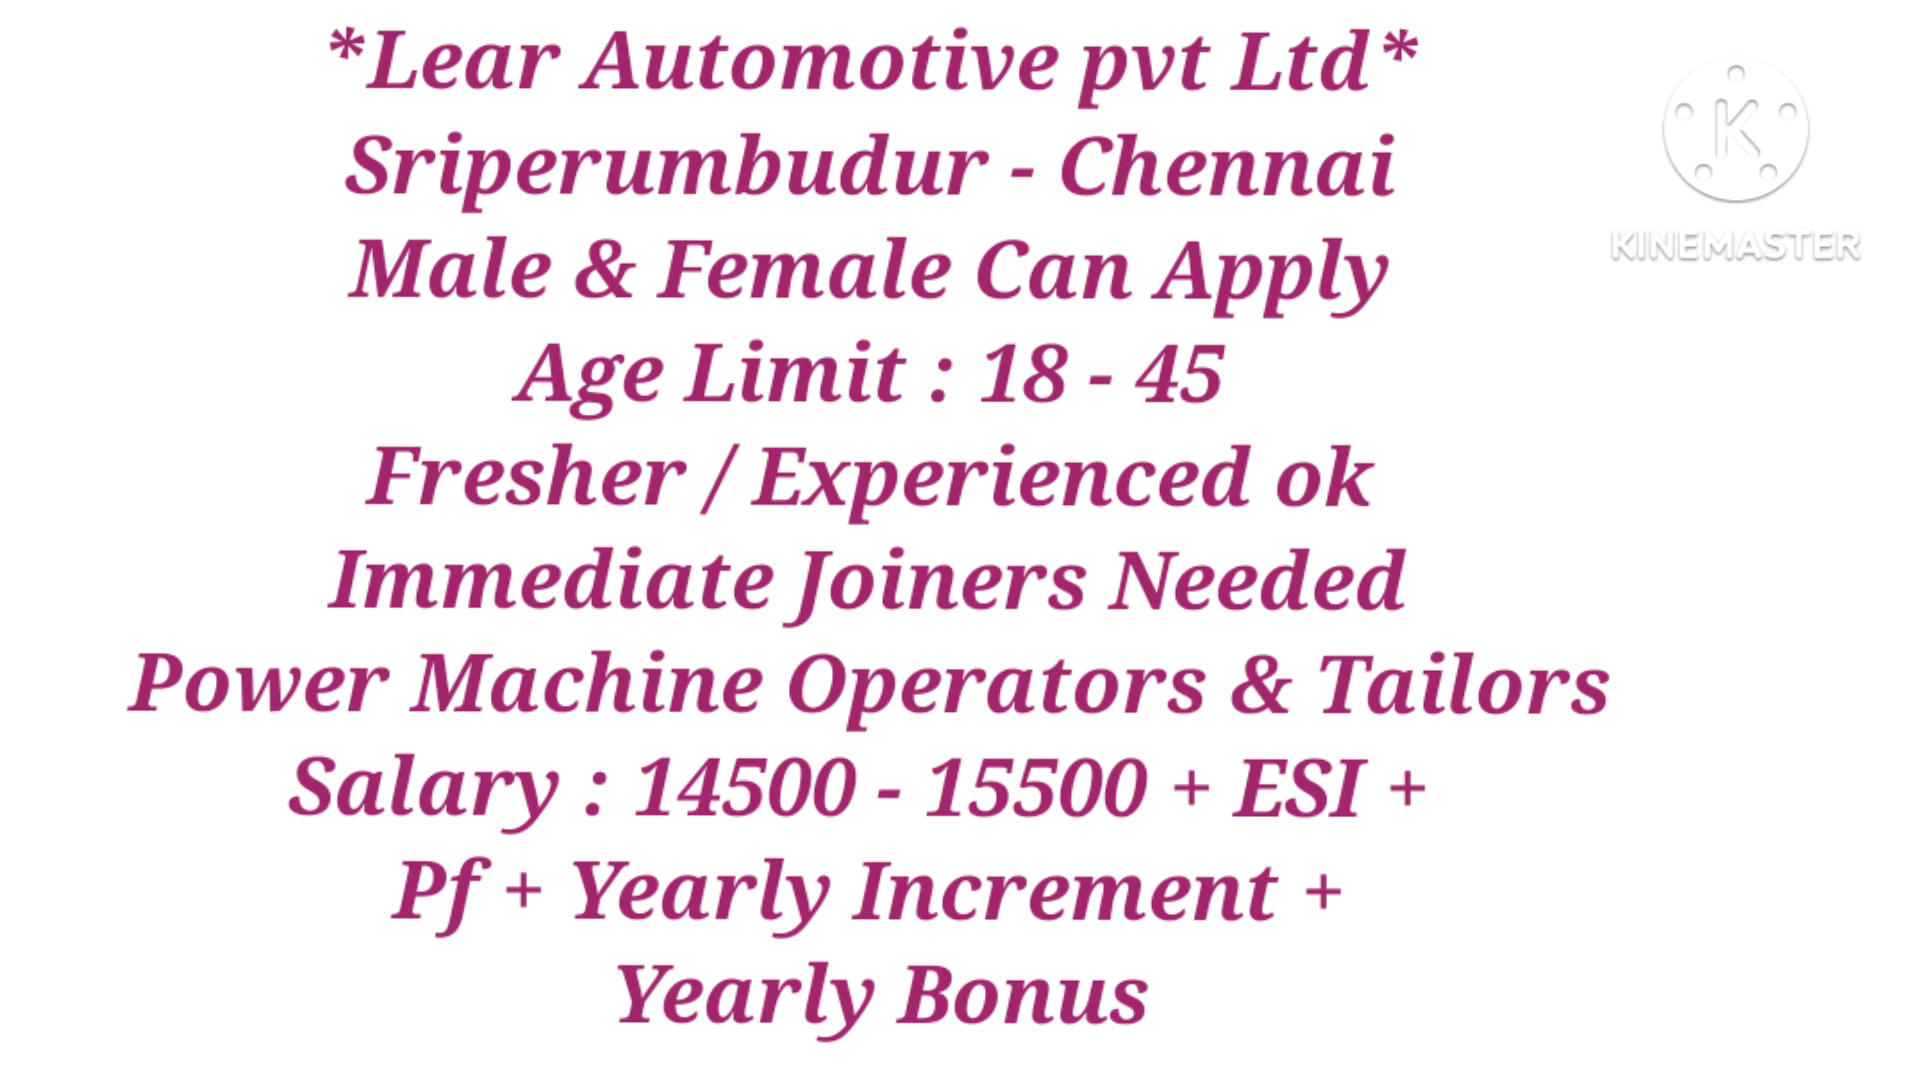 *Lear Automotive pvt Ltd*
Sriperumbudur - Chennai
Male & Female Can Apply
Age Limit : 18 - 45
Fresher / Experienced ok
Immediate Joiners Needed
Power Machine Operators & Tailors
Salary : 14500 - 15500 + ESI +
Pf + Yearly Increment +
Yearly Bonus
K
KINEMASTER